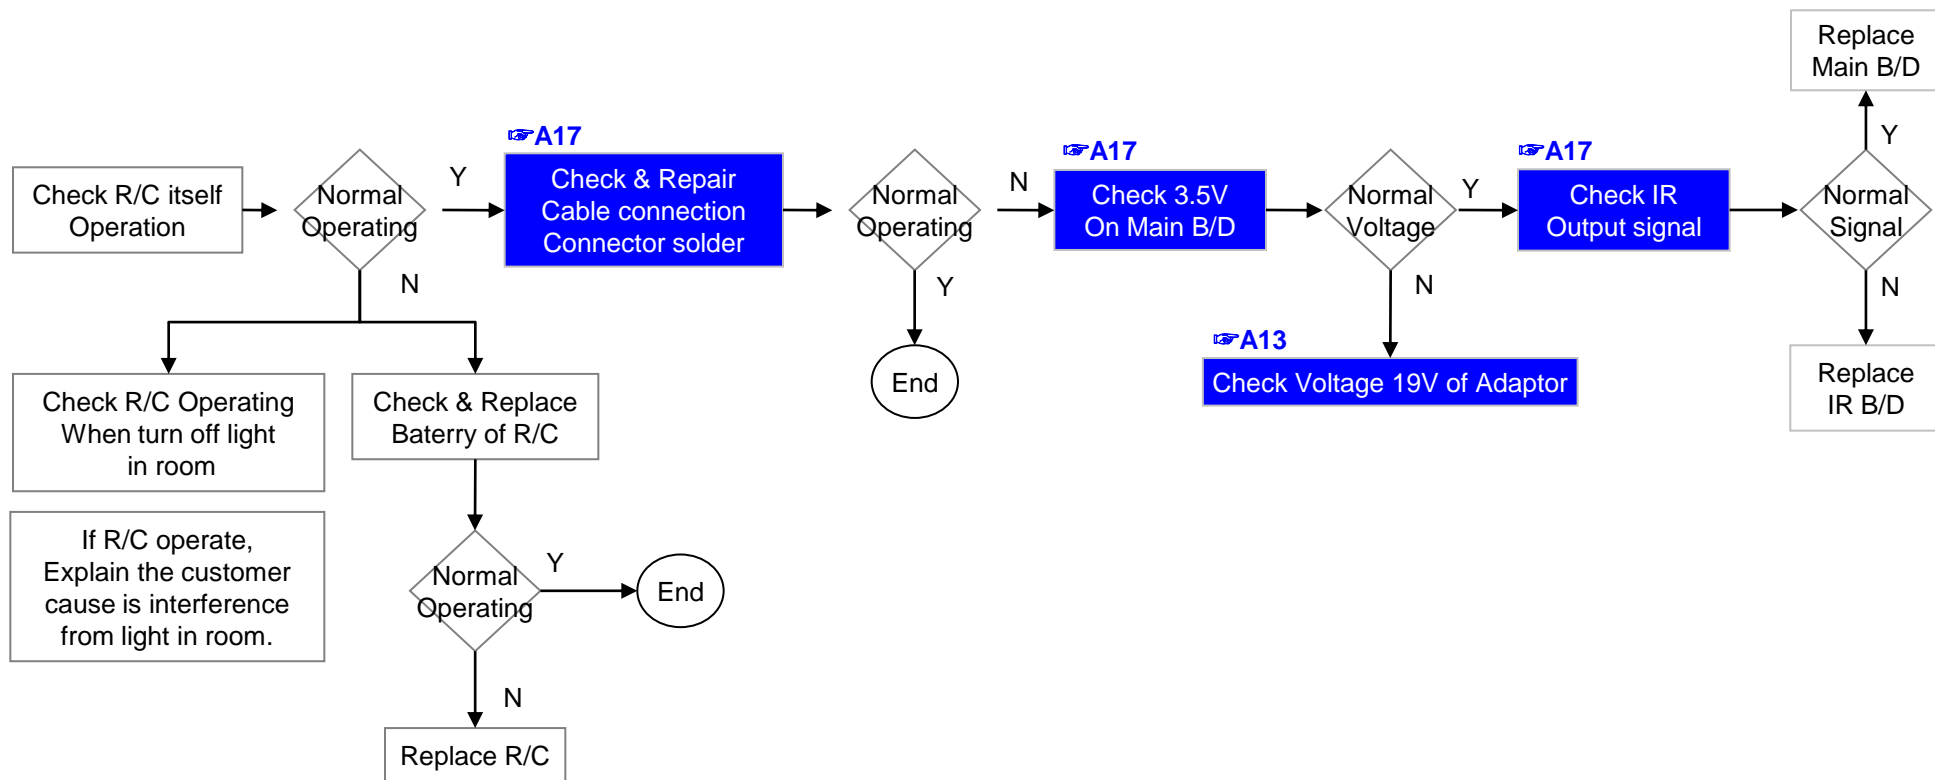 Replace
Main B/D
Y
☞A17
Check R/C itself
Operation
Normal
Operating
Y
Check & Repair
Cable connection
Connector solder
Normal
Operating
N
☞A17
Check 3.5V
On Main B/D
Normal
Voltage
Y
☞A17
Check IR
Output signal
Normal
Signal
N
Y
N
N
End
☞A13
Check Voltage 19V of Adaptor
Replace
IR B/D
Check R/C Operating
When turn off light
in room
Check & Replace
Baterry of R/C
If R/C operate,
Explain the customer
cause is interference
from light in room.
Normal
Operating
Y
End
N
Replace R/C